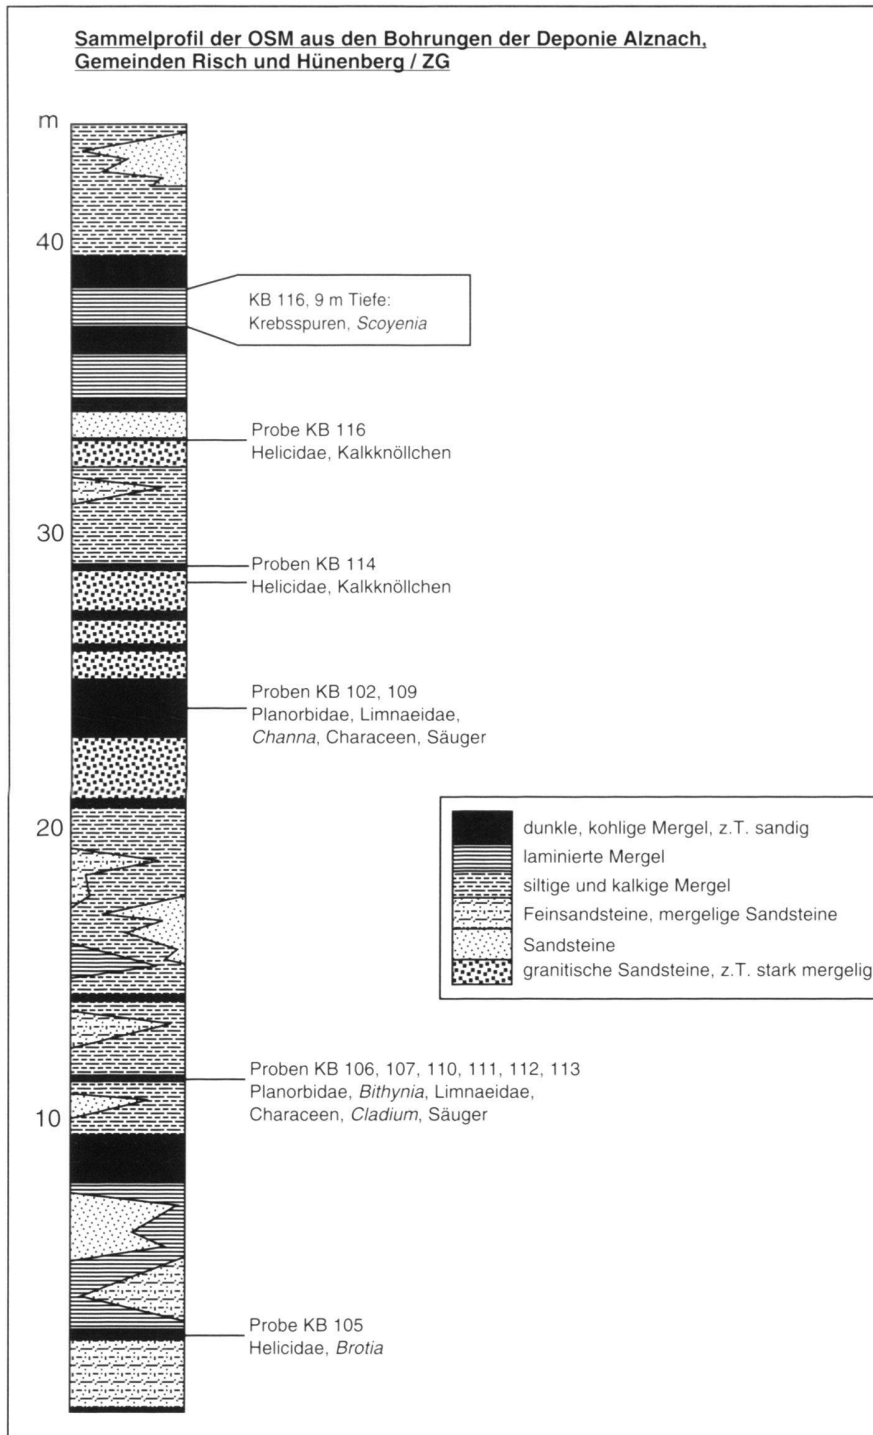 Sammelprofil der OSM aus den Bohrungen der Deponie Alznach,
Gemeinden Risch und Hünenberg / ZG
m
40
KB 116, 9 m Tiefe:
Krebsspuren, Scoyenia
Probe KB 116
Helicidae, Kalkknöllchen
30
Proben KB 114
Helicidae, Kalkknöllchen
Proben KB 102, 109
Planorbidae, Limnaeidae,
Channa, Characeen, Säuger
20
dunkle, kohlige Mergel, z.T. sandig
laminierte Mergel
siltige und kalkige Mergel
Feinsandsteine, mergelige Sandsteine
Sandsteine
granitische Sandsteine, z.T. stark mergelig
Proben KB 106, 107, 110, 111, 112, 113
Planorbidae, Bithynia, Limnaeidae,
Characeen, Cladium, Säuger
10
Probe KB 105
Helicidae, Brotia